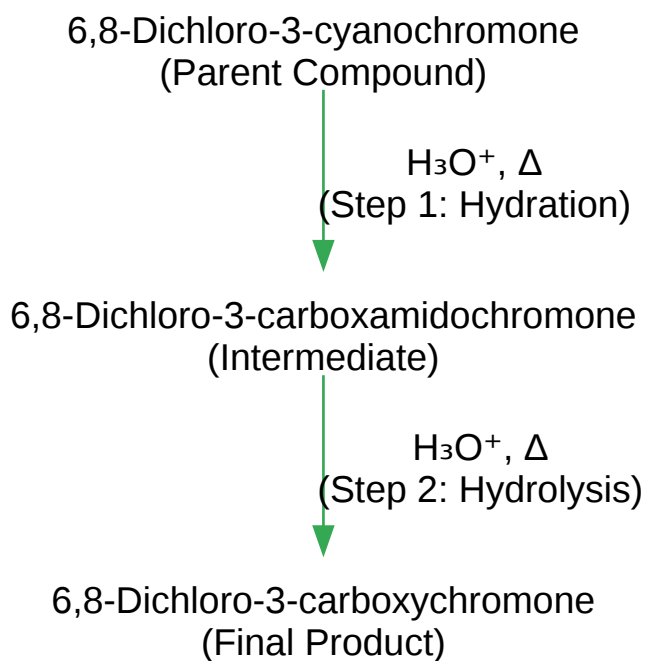 6,8-Dichloro-3-cyanochromone
(Parent Compound)
H₃O⁺, Δ
(Step 1: Hydration)
6,8-Dichloro-3-carboxamidochromone
(Intermediate)
H₃O⁺, Δ
(Step 2: Hydrolysis)
6,8-Dichloro-3-carboxychromone
(Final Product)